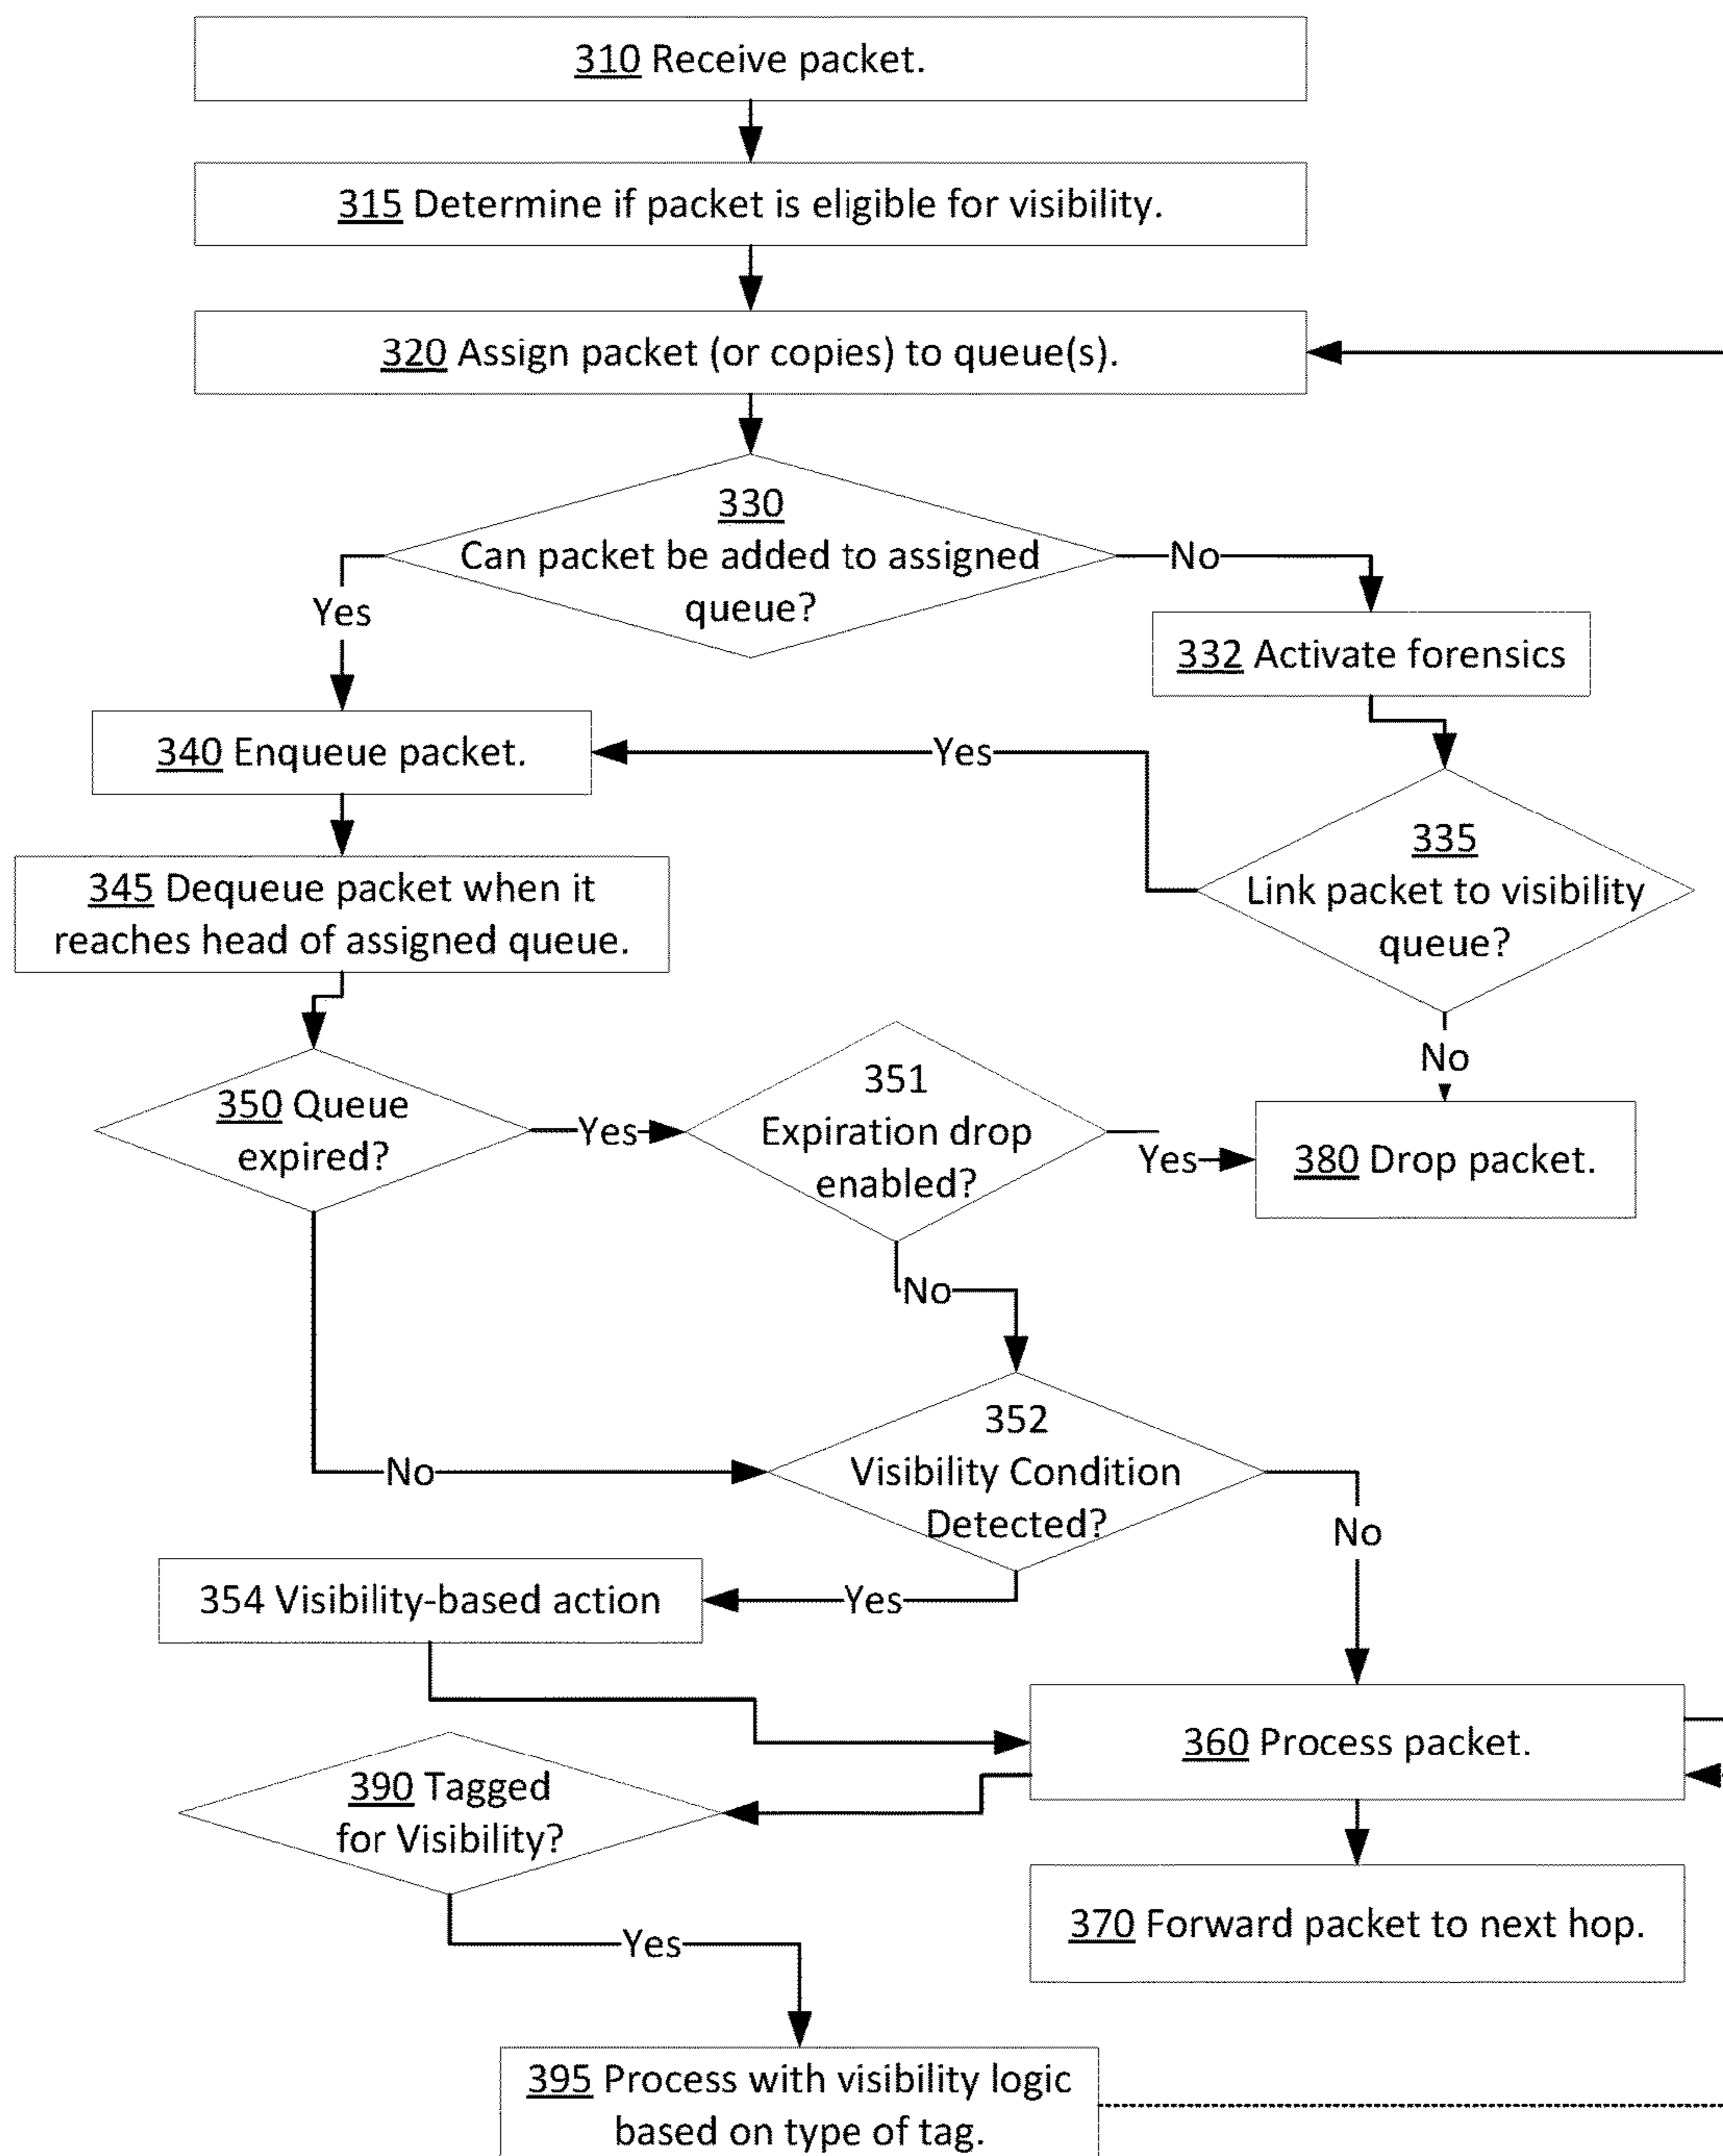 310 Receive packet.
315 Determine if packet is eligible for visibility.
320 Assign packet (or copies) to queue(s).
330
Can packet be added to assigned
queue?
No
Yes
332 Activate forensics
340 Enqueue packet.
Yes
335
Link packet to visibility
queue?
345 Dequeue packet when it
reaches head of assigned queue.
No
350 Queue
expired?
Yes
351
Expiration drop
enabled?
Yes
380 Drop packet.
No
352
Visibility Condition
Detected?
No
No
354 Visibility-based action
Yes
360 Process packet.
390 Tagged
for Visibility?
370 Forward packet to next hop.
Yes
395 Process with visibility logic
based on type of tag.